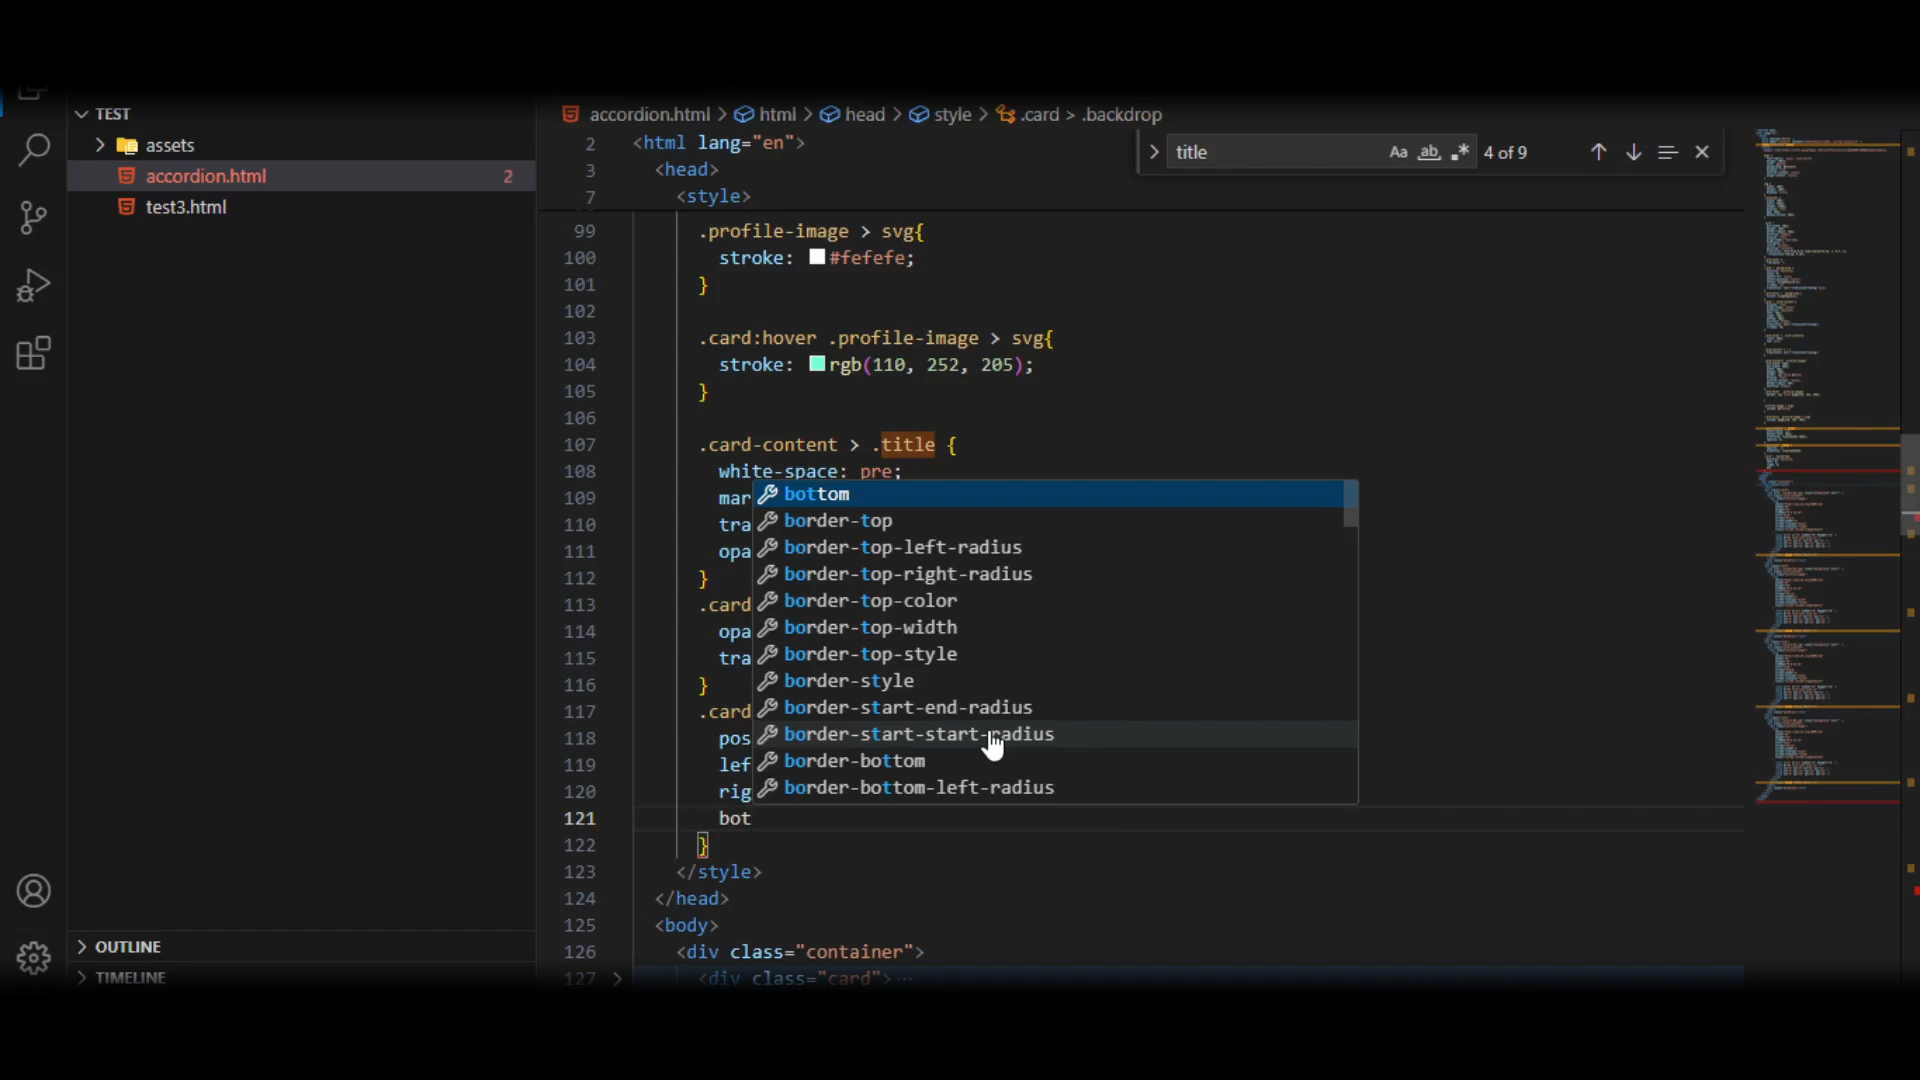 TEST
assets
accordion.html 2
test3.html
OUTLINE
TIMELINE
accordion.html > html > head > style > .card > .backdrop
title Aa ab .* 4 of 9
2 <html lang="en">
3 <head>
7 <style>
99 .profile-image > svg{
100 stroke: #fefefe;
101 }
102
103 .card:hover .profile-image > svg{
104 stroke: rgb(110, 252, 205);
105 }
106
107 .card-content > .title {
108 white-space: pre;
109 mar
110 tra
111 opa
112 }
113 .card
114 opa
115 tra
116 }
117 .card
118 pos
119 lef
120 rig
121 bot
122 }
123 </style>
124 </head>
125 <body>
126 <div class="container">
127 > <div class="card"> ...
bottom
border-top
border-top-left-radius
border-top-right-radius
border-top-color
border-top-width
border-top-style
border-style
border-start-end-radius
border-start-start-radius
border-bottom
border-bottom-left-radius